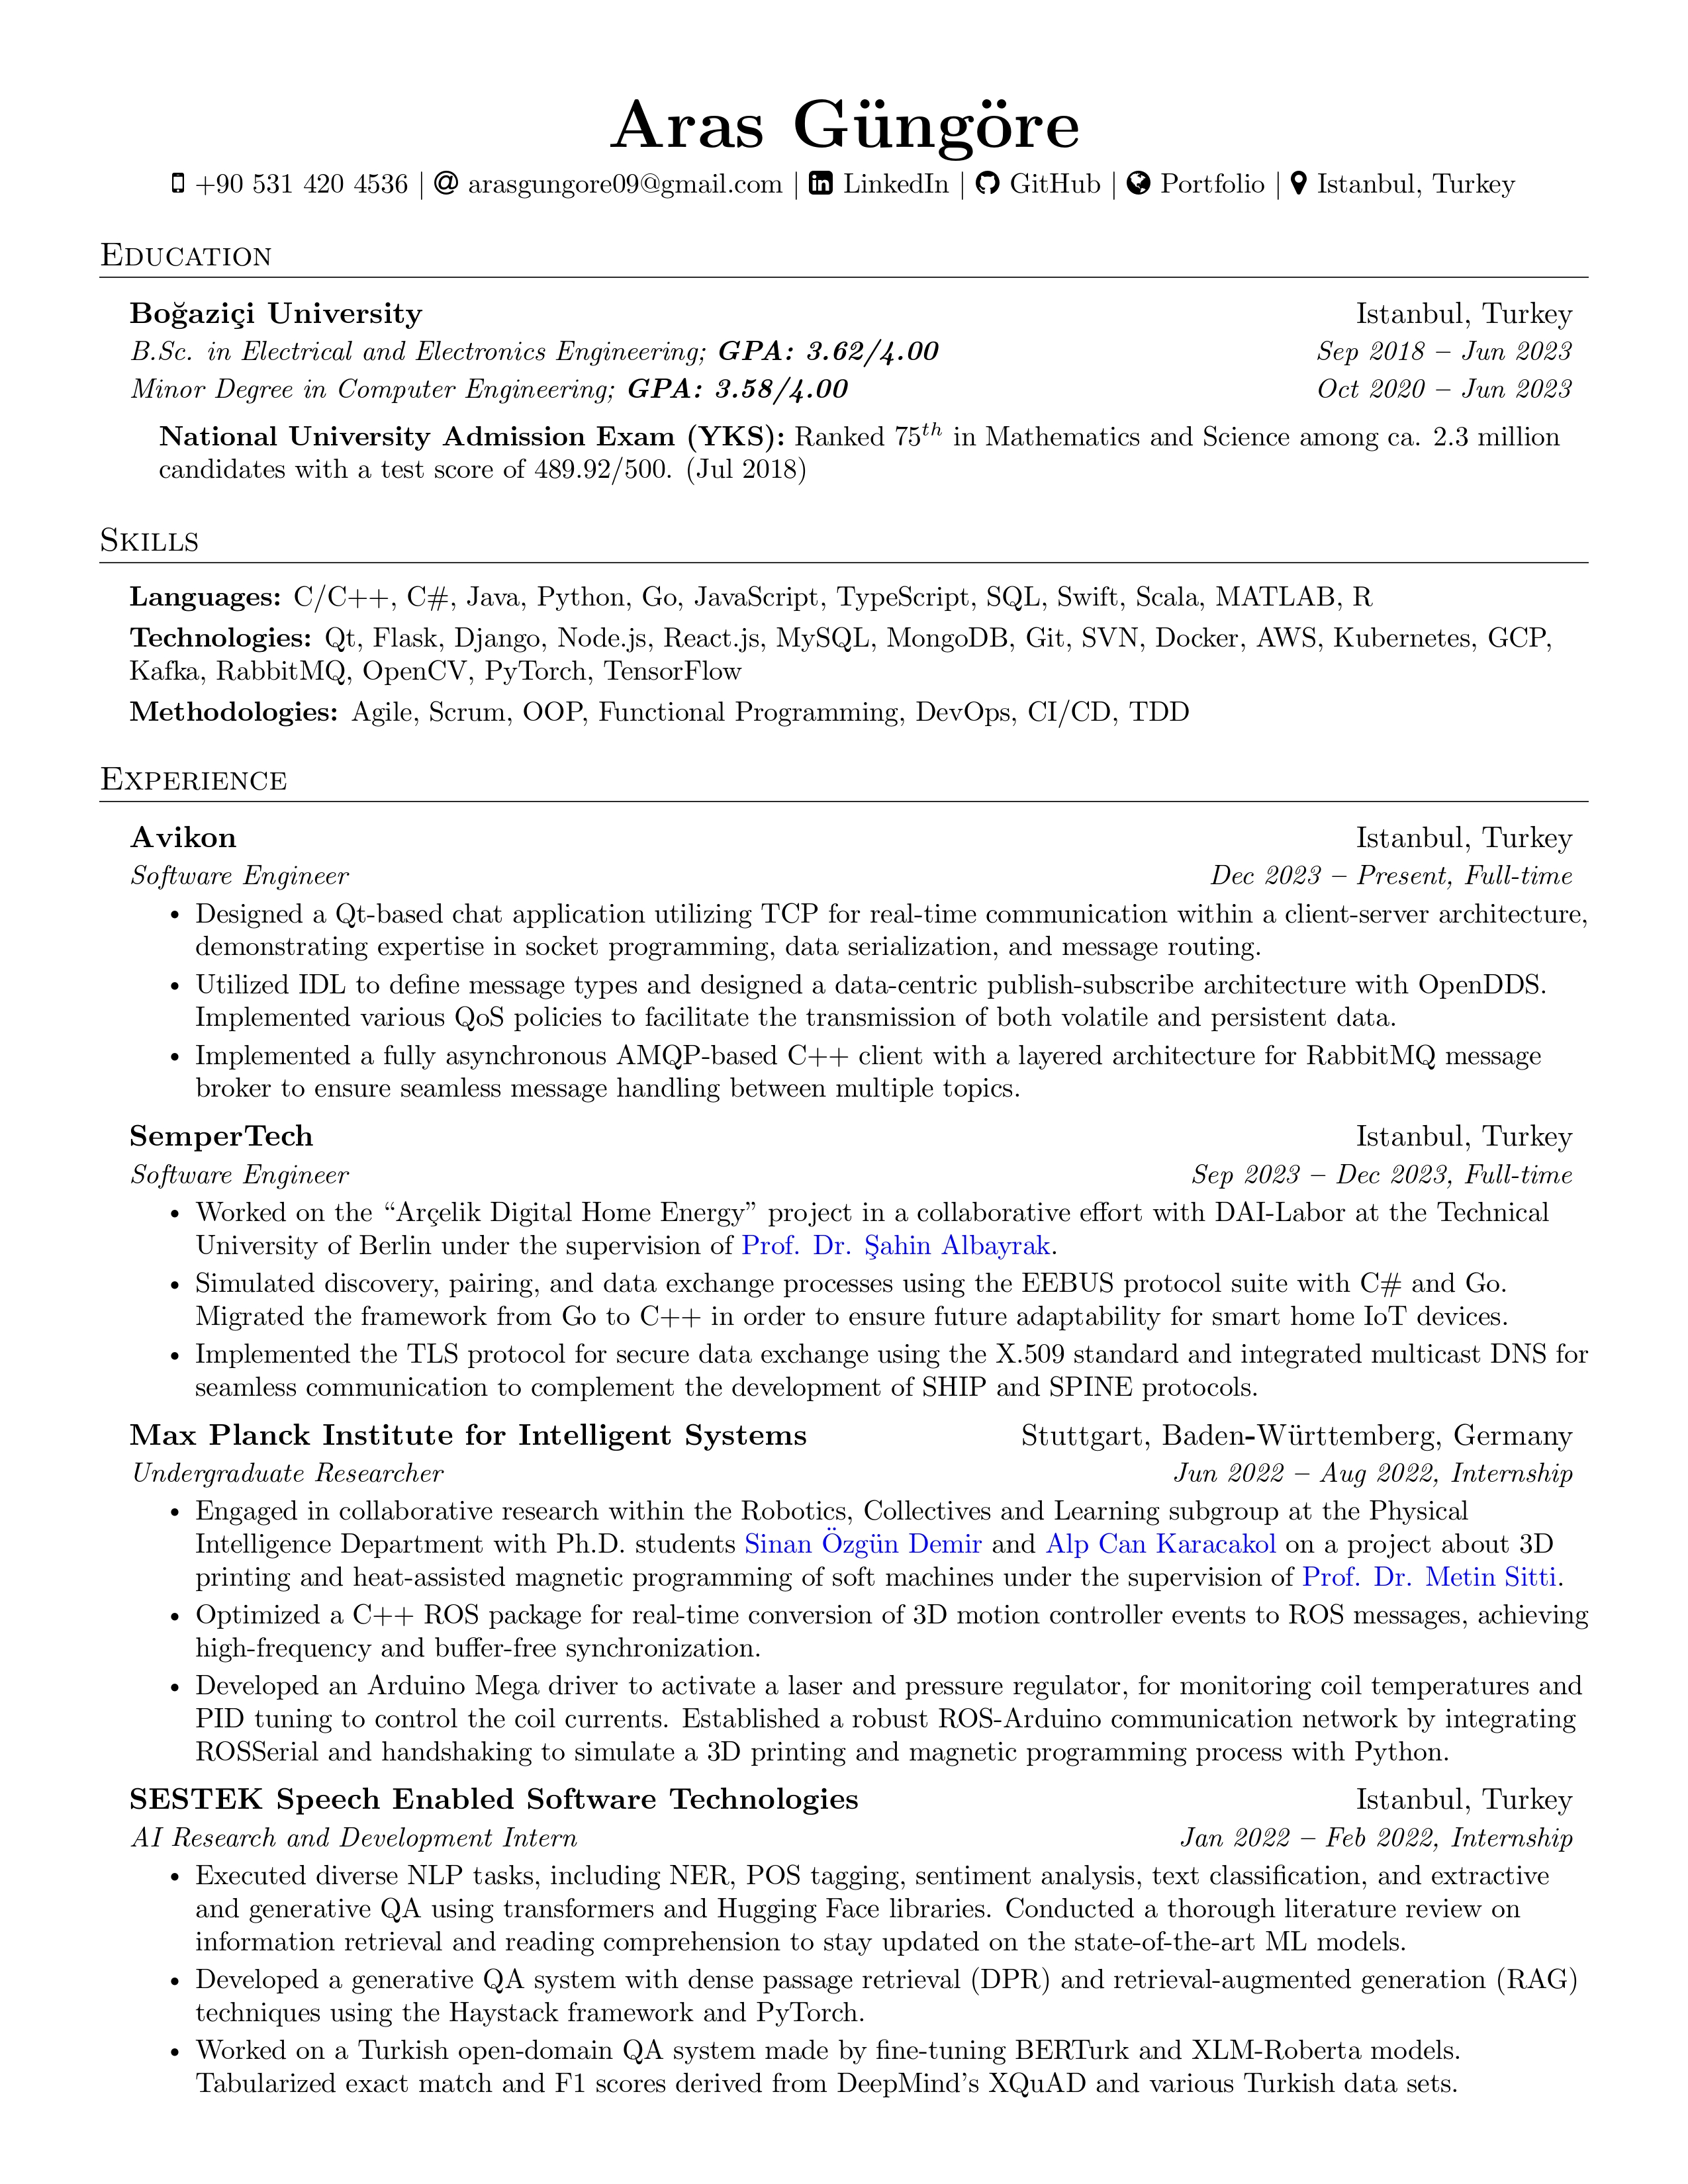 Aras Güngöre
+90 531 420 4536 | arasgungore09@gmail.com | LinkedIn | GitHub | Portfolio | Istanbul, Turkey
Education
Boğaziçi University Istanbul, Turkey
B.Sc. in Electrical and Electronics Engineering; GPA: 3.62/4.00 Sep 2018 – Jun 2023
Minor Degree in Computer Engineering; GPA: 3.58/4.00 Oct 2020 – Jun 2023
National University Admission Exam (YKS): Ranked 75th in Mathematics and Science among ca. 2.3 million
candidates with a test score of 489.92/500. (Jul 2018)
Skills
Languages: C/C++, C#, Java, Python, Go, JavaScript, TypeScript, SQL, Swift, Scala, MATLAB, R
Technologies: Qt, Flask, Django, Node.js, React.js, MySQL, MongoDB, Git, SVN, Docker, AWS, Kubernetes, GCP,
Kafka, RabbitMQ, OpenCV, PyTorch, TensorFlow
Methodologies: Agile, Scrum, OOP, Functional Programming, DevOps, CI/CD, TDD
Experience
Avikon Istanbul, Turkey
Software Engineer Dec 2023 – Present, Full-time
• Designed a Qt-based chat application utilizing TCP for real-time communication within a client-server architecture,
demonstrating expertise in socket programming, data serialization, and message routing.
• Utilized IDL to define message types and designed a data-centric publish-subscribe architecture with OpenDDS.
Implemented various QoS policies to facilitate the transmission of both volatile and persistent data.
• Implemented a fully asynchronous AMQP-based C++ client with a layered architecture for RabbitMQ message
broker to ensure seamless message handling between multiple topics.
SemperTech Istanbul, Turkey
Software Engineer Sep 2023 – Dec 2023, Full-time
• Worked on the “Arçelik Digital Home Energy” project in a collaborative effort with DAI-Labor at the Technical
University of Berlin under the supervision of Prof. Dr. Şahin Albayrak.
• Simulated discovery, pairing, and data exchange processes using the EEBUS protocol suite with C# and Go.
Migrated the framework from Go to C++ in order to ensure future adaptability for smart home IoT devices.
• Implemented the TLS protocol for secure data exchange using the X.509 standard and integrated multicast DNS for
seamless communication to complement the development of SHIP and SPINE protocols.
Max Planck Institute for Intelligent Systems Stuttgart, Baden-Württemberg, Germany
Undergraduate Researcher Jun 2022 – Aug 2022, Internship
• Engaged in collaborative research within the Robotics, Collectives and Learning subgroup at the Physical
Intelligence Department with Ph.D. students Sinan Özgün Demir and Alp Can Karacakol on a project about 3D
printing and heat-assisted magnetic programming of soft machines under the supervision of Prof. Dr. Metin Sitti.
• Optimized a C++ ROS package for real-time conversion of 3D motion controller events to ROS messages, achieving
high-frequency and buffer-free synchronization.
• Developed an Arduino Mega driver to activate a laser and pressure regulator, for monitoring coil temperatures and
PID tuning to control the coil currents. Established a robust ROS-Arduino communication network by integrating
ROSSerial and handshaking to simulate a 3D printing and magnetic programming process with Python.
SESTEK Speech Enabled Software Technologies Istanbul, Turkey
AI Research and Development Intern Jan 2022 – Feb 2022, Internship
• Executed diverse NLP tasks, including NER, POS tagging, sentiment analysis, text classification, and extractive
and generative QA using transformers and Hugging Face libraries. Conducted a thorough literature review on
information retrieval and reading comprehension to stay updated on the state-of-the-art ML models.
• Developed a generative QA system with dense passage retrieval (DPR) and retrieval-augmented generation (RAG)
techniques using the Haystack framework and PyTorch.
• Worked on a Turkish open-domain QA system made by fine-tuning BERTurk and XLM-Roberta models.
Tabularized exact match and F1 scores derived from DeepMind’s XQuAD and various Turkish data sets.